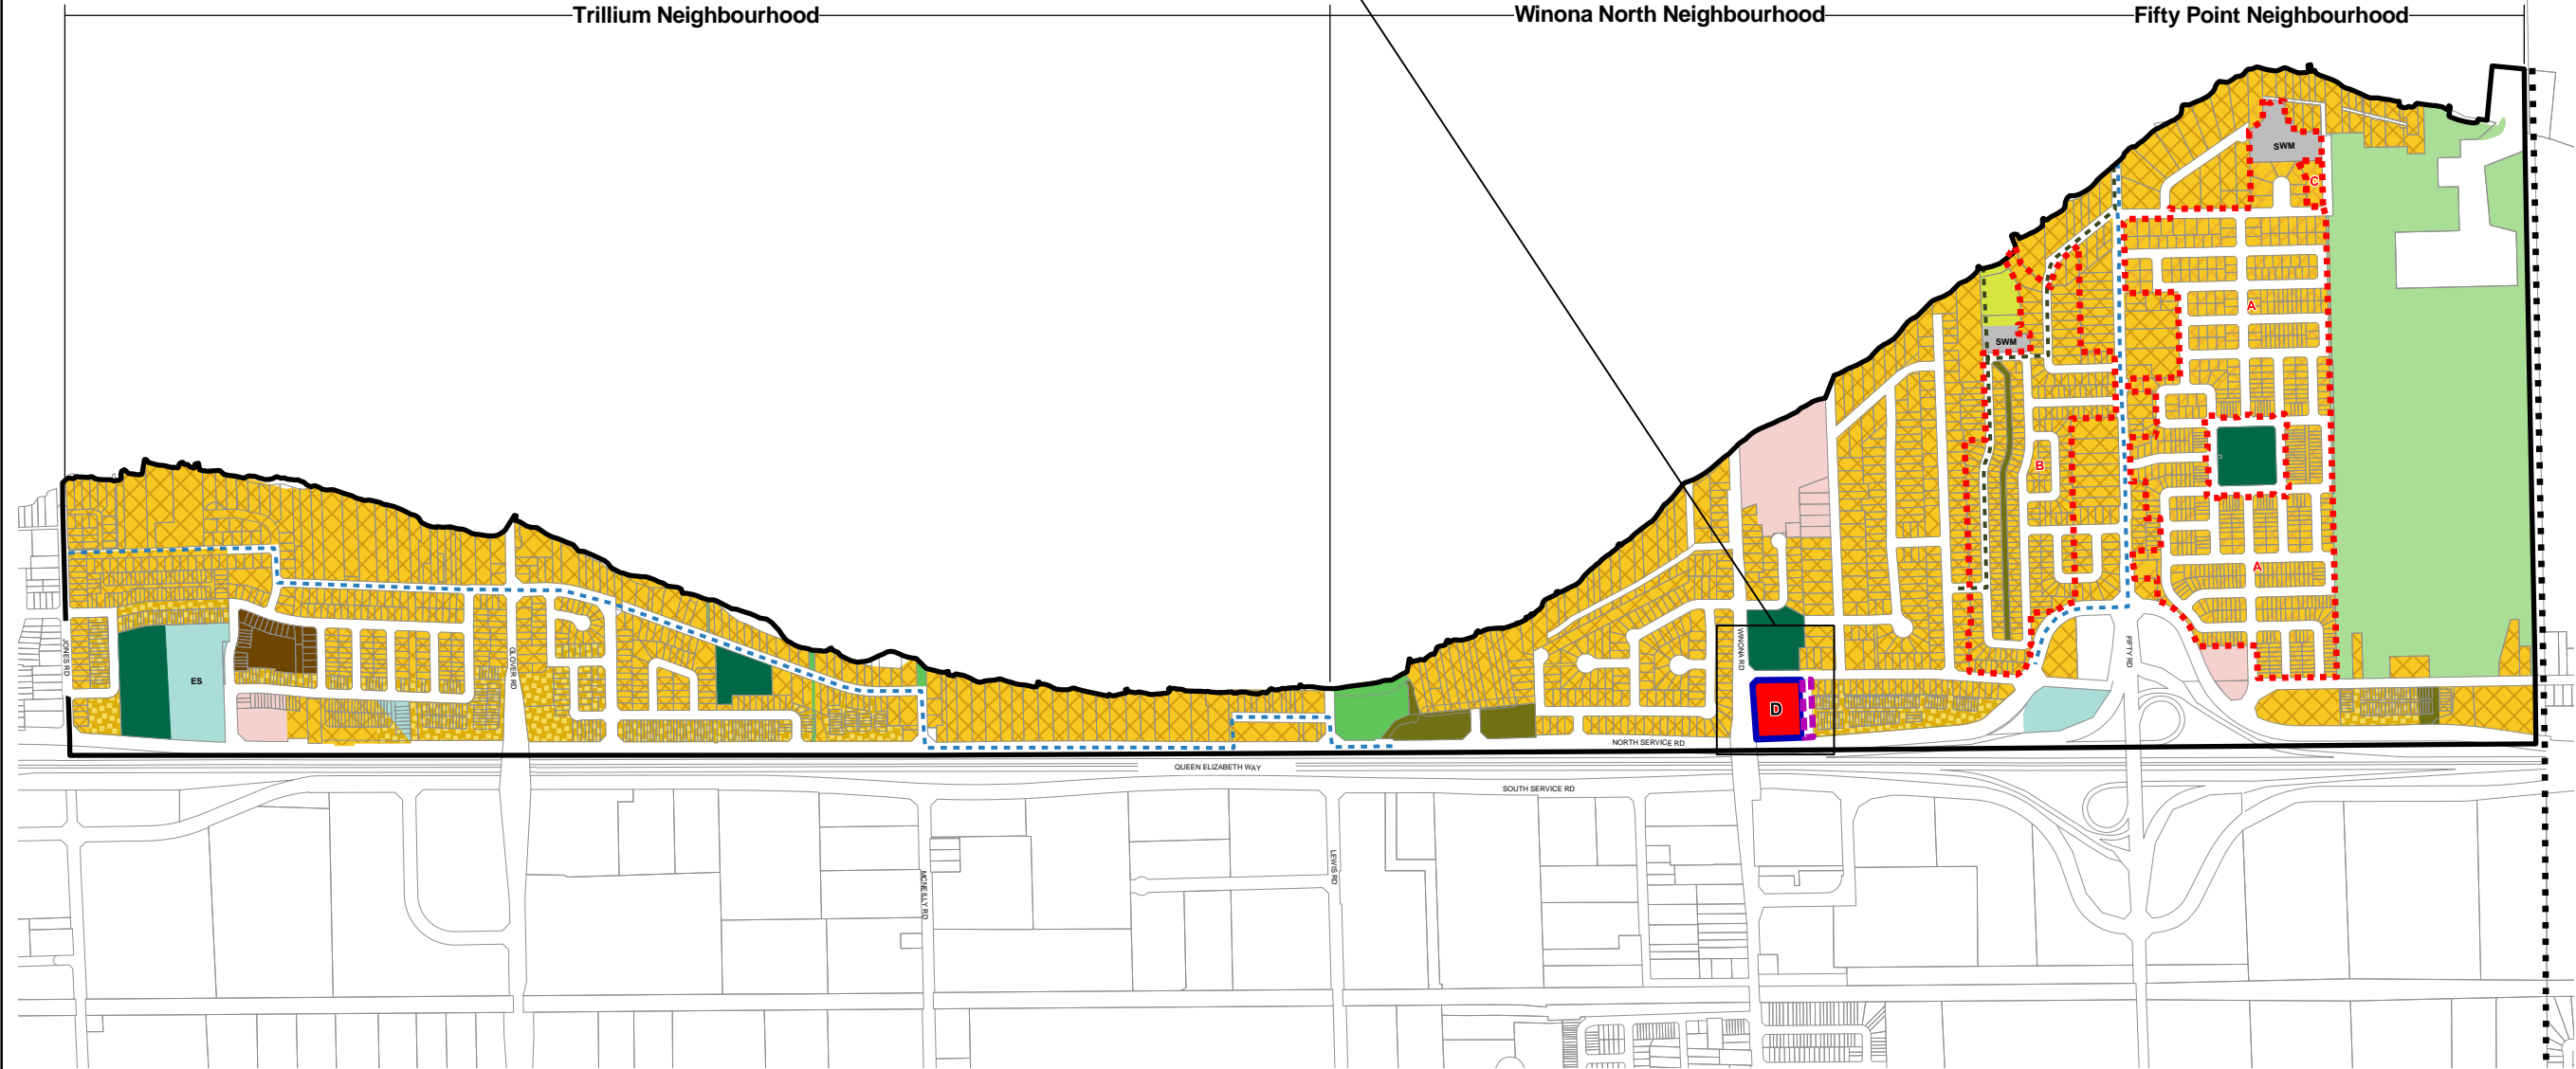 Trillium Neighbourhood
Winona North Neighbourhood
Fifty Point Neighbourhood
SWM
C
A
SWM
B
A
JONES RD
GLOVER RD
WINONA RD
FIFTY RD
ES
D
NORTH SERVICE RD
QUEEN ELIZABETH WAY
SOUTH SERVICE RD
MCNEILLY RD
LEWIS RD